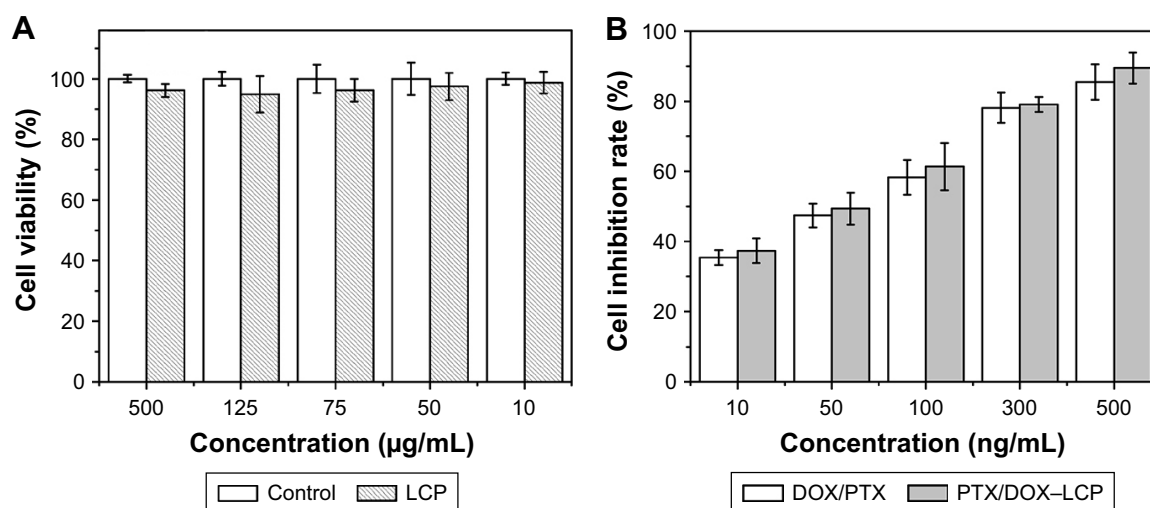 A
Cell viability (%)
100
80
60
40
20
0
500 125 75 50 10
Concentration (µg/mL)
Control LCP
B
Cell inhibition rate (%)
100
80
60
40
20
0
10 50 100 300 500
Concentration (ng/mL)
DOX/PTX PTX/DOX–LCP